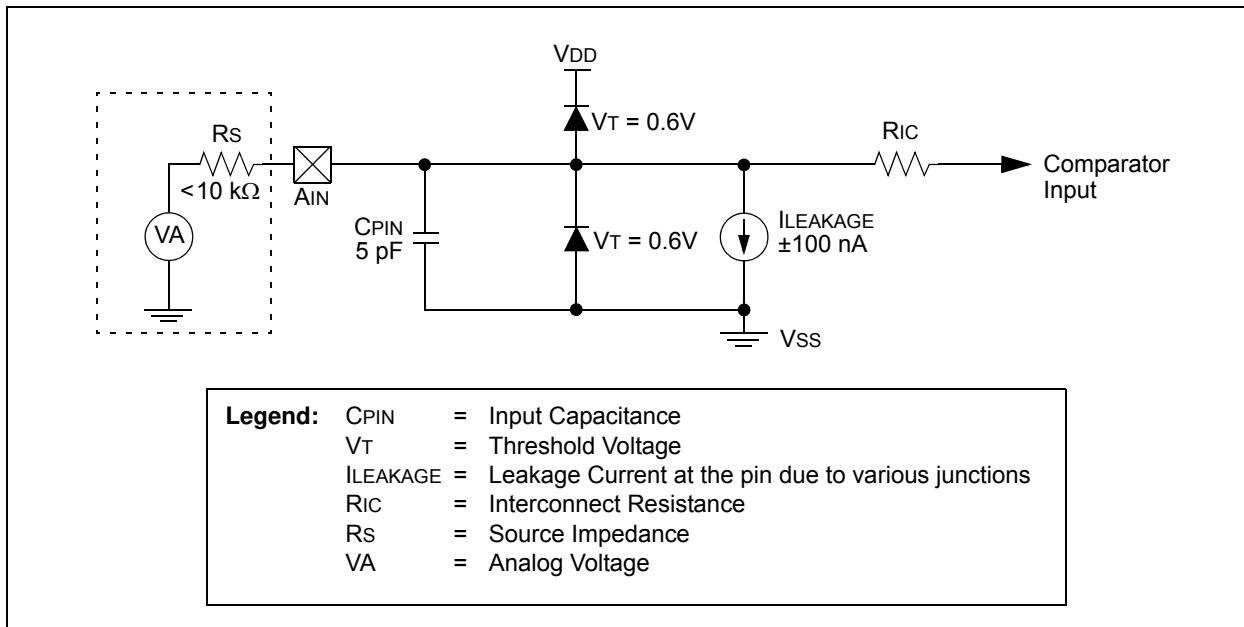 VDD
VT = 0.6V
RS
<10 kΩ
AIN
VA
CPIN
5 pF
VT = 0.6V
ILEAKAGE
±100 nA
RIC
Comparator
Input
VSS
Legend: CPIN = Input Capacitance
VT = Threshold Voltage
ILEAKAGE = Leakage Current at the pin due to various junctions
RIC = Interconnect Resistance
RS = Source Impedance
VA = Analog Voltage